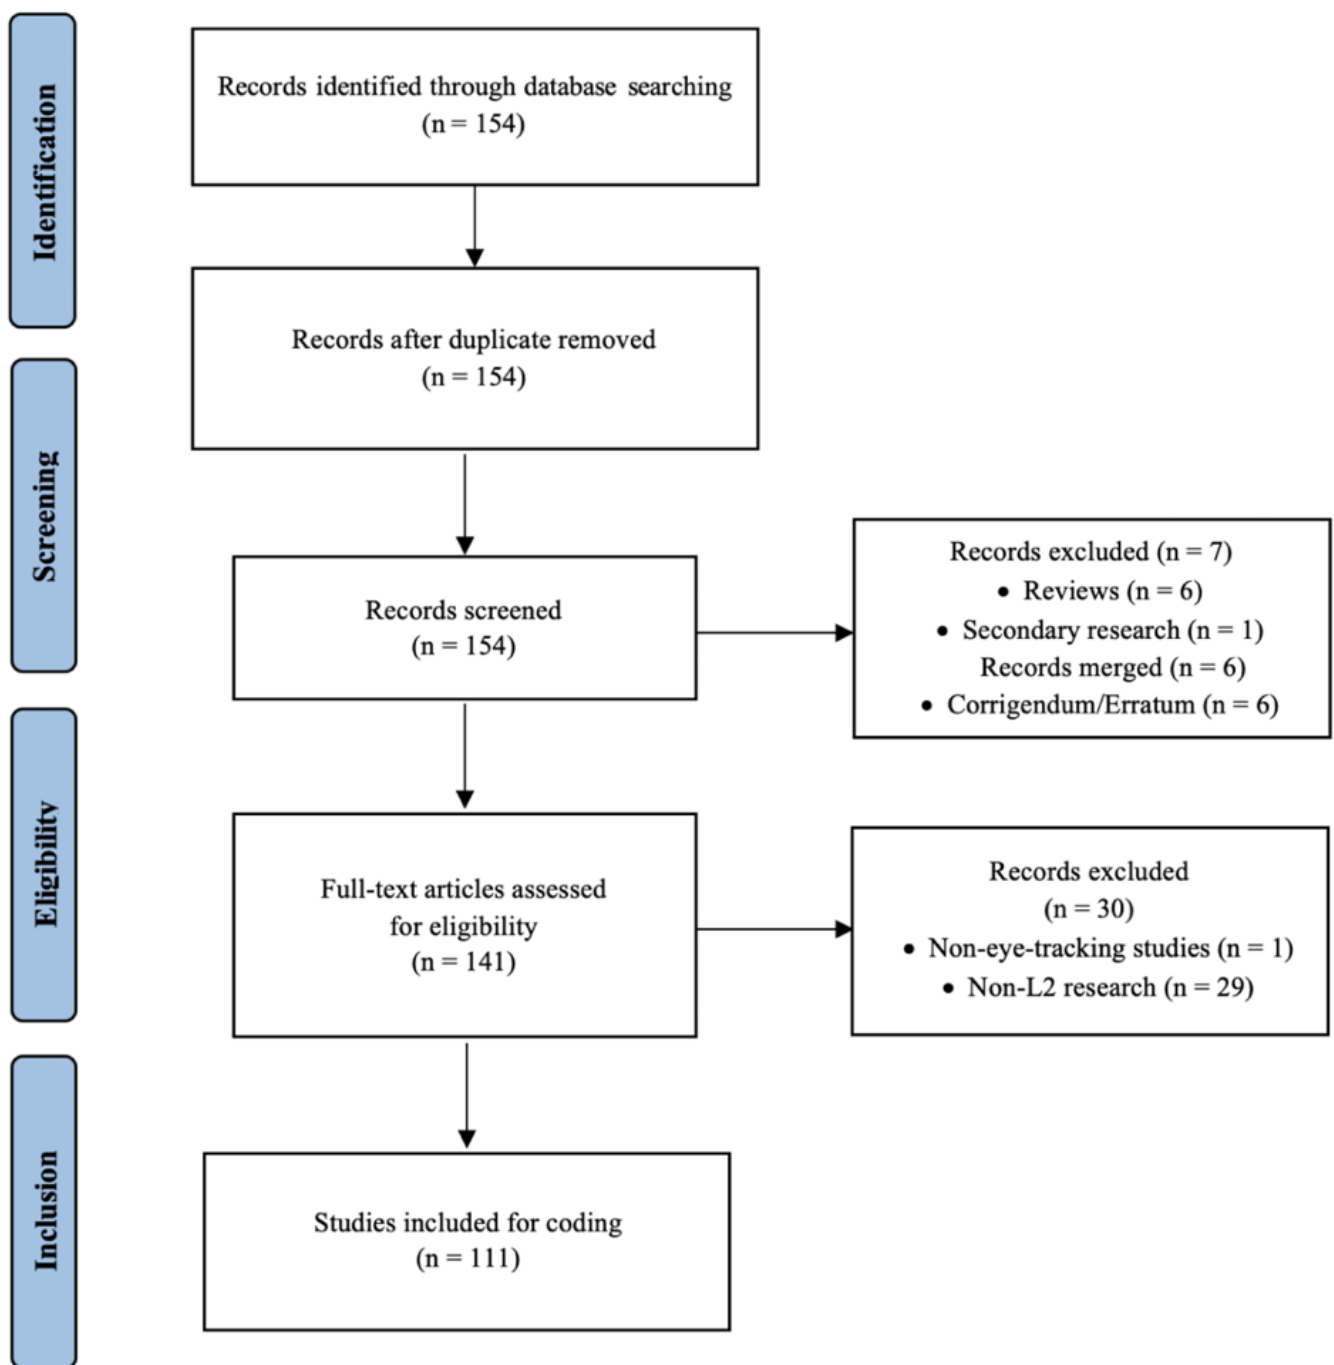 Identification
Records identified through database searching
(n = 154)
Records after duplicate removed
(n = 154)
Screening
Records screened
(n = 154)
Records excluded (n = 7)
• Reviews (n = 6)
• Secondary research (n = 1)
Records merged (n = 6)
• Corrigendum/Erratum (n = 6)
Eligibility
Full-text articles assessed
for eligibility
(n = 141)
Records excluded
(n = 30)
• Non-eye-tracking studies (n = 1)
• Non-L2 research (n = 29)
Inclusion
Studies included for coding
(n = 111)